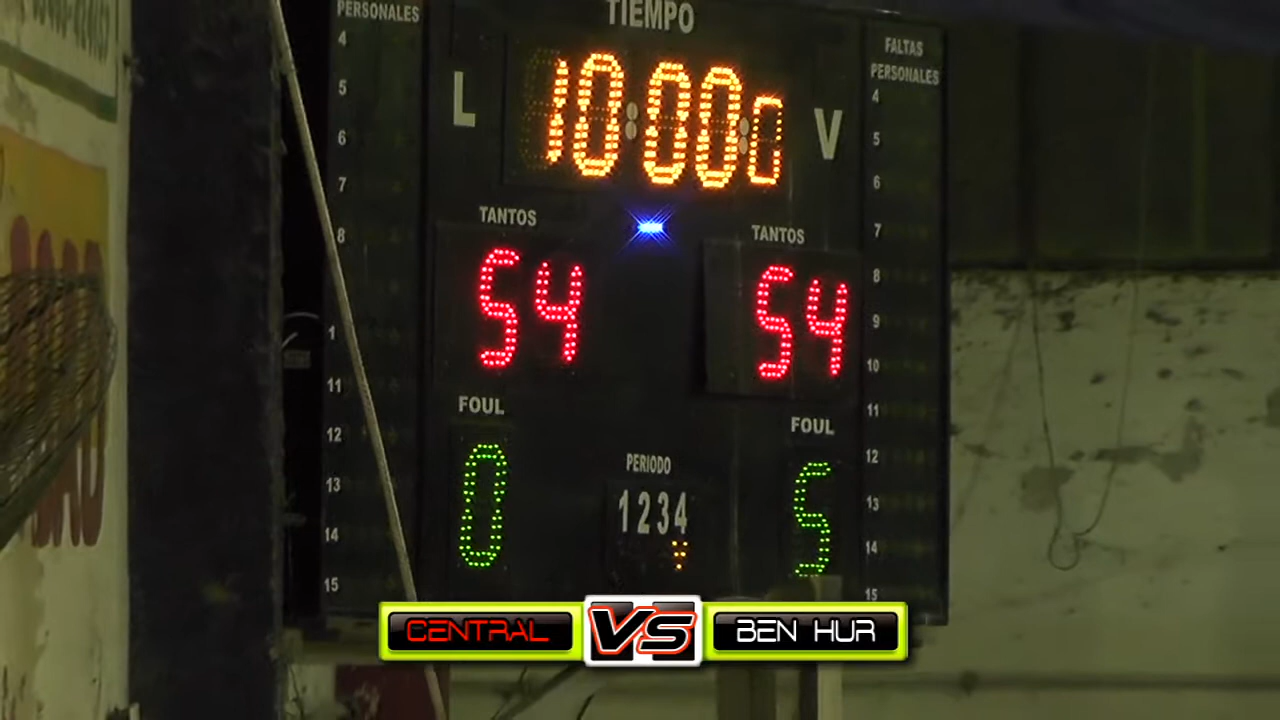 PERSONALES
4
5
6
7
8
1
11
12
13
14
15
TIEMPO
L
10:00:0
V
TANTOS
54
TANTOS
54
FOUL
0
PERIODO
1234
FOUL
5
FALTAS
PERSONALES
4
5
6
7
8
9
10
11
12
13
14
15
CENTRAL VS BEN HUR